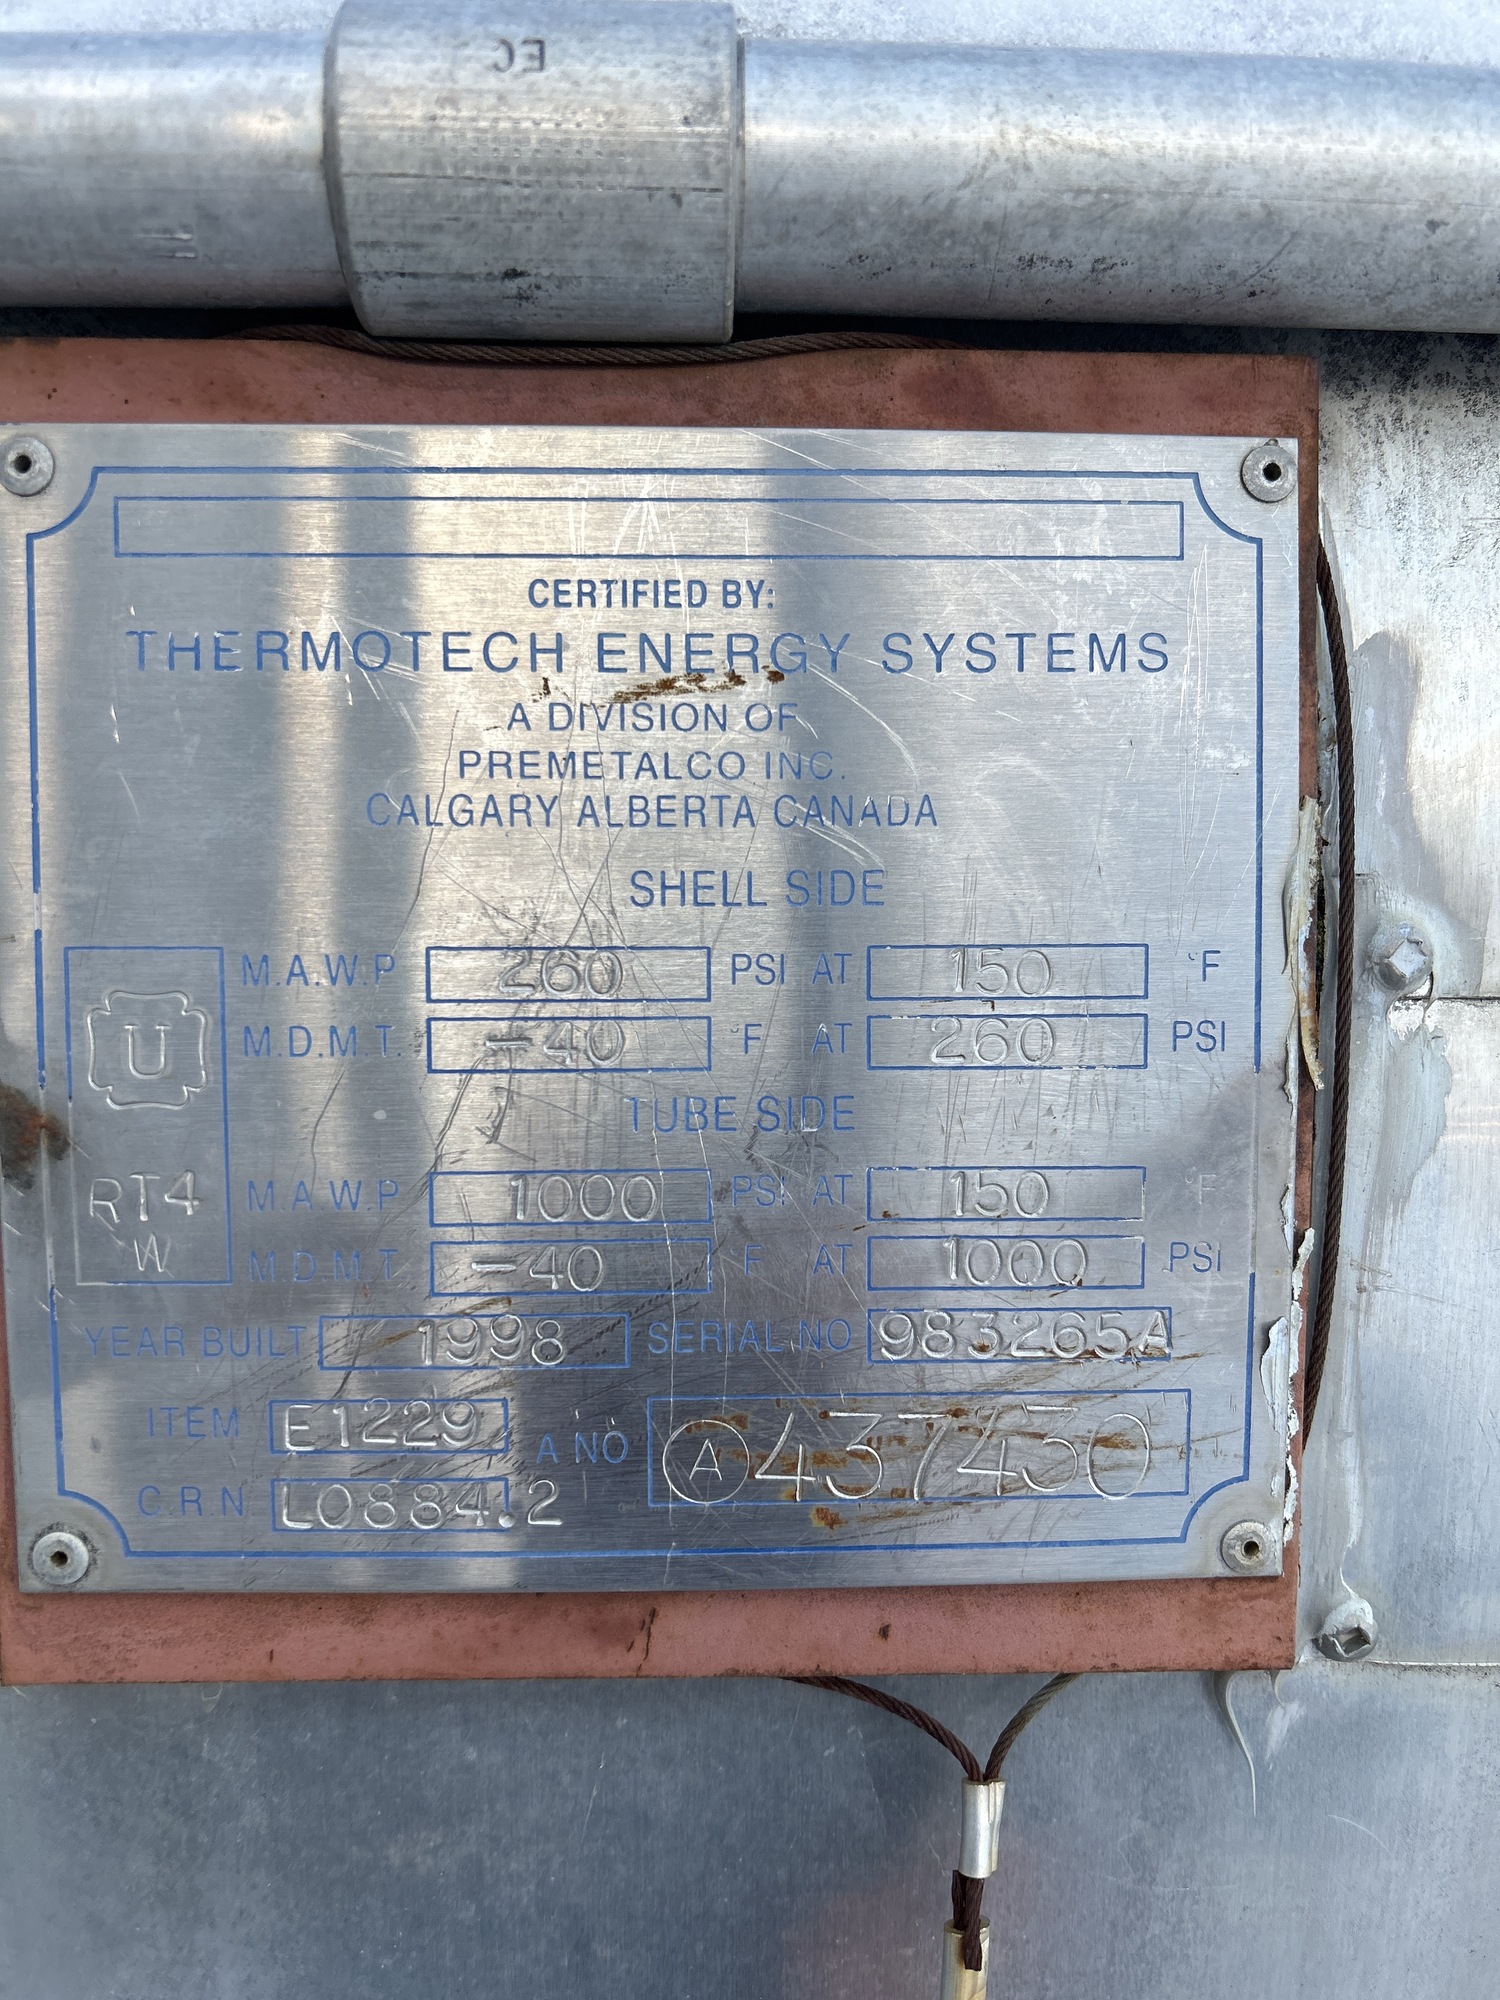 EC
CERTIFIED BY:
THERMOTECH ENERGY SYSTEMS
A DIVISION OF
PREMETALCO INC.
CALGARY ALBERTA CANADA
SHELL SIDE
M.A.W.P 260 PSI AT 150 °F
U M.D.M.T. -40 °F AT 260 PSI
TUBE SIDE
RT4 M.A.W.P 1000 PSI AT 150 °F
W M.D.M.T -40 °F AT 1000 PSI
YEAR BUILT 1998 SERIAL NO 983265A
ITEM E1229 A NO A 437430
C.R.N L0884.2